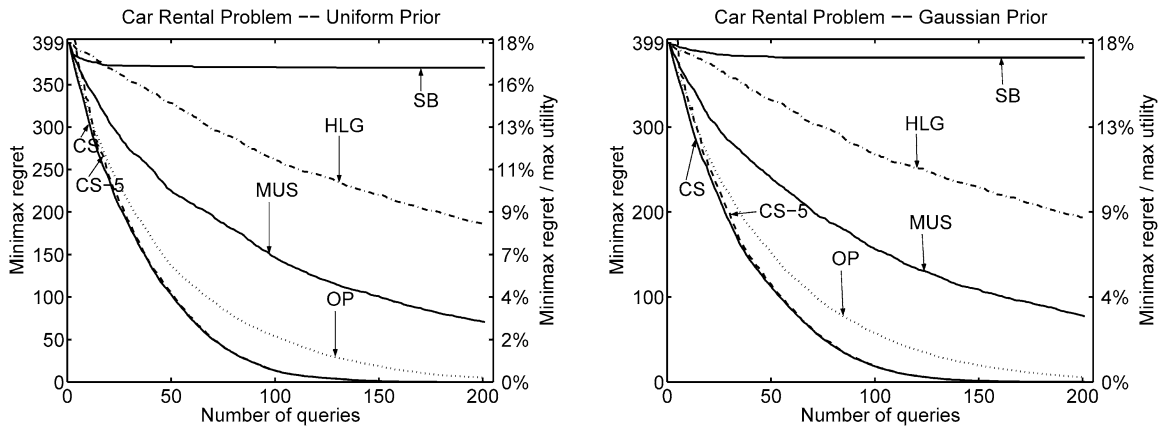 Car Rental Problem −− Uniform Prior
399
350
300
250
200
150
100
50
0
Minimax regret
18%
16%
13%
11%
9%
7%
4%
2%
0%
Minimax regret / max utility
SB
HLG
CS
CS−5
MUS
OP
0 50 100 150 200
Number of queries
Car Rental Problem −− Gaussian Prior
399
300
200
100
0
Minimax regret
18%
13%
9%
4%
0%
Minimax regret / max utility
SB
HLG
CS
CS−5
MUS
OP
0 50 100 150 200
Number of queries